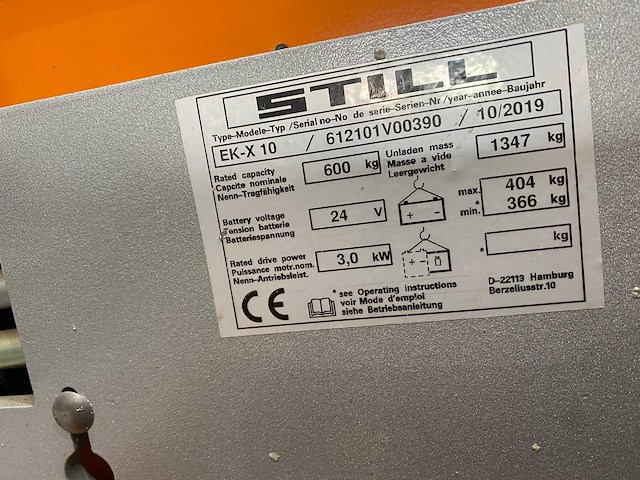 STILL
Type-Modele-Typ /Serial no-No de serie-Serien-Nr /year-annee-Baujahr
EK-X 10 / 612101V00390 / 10/2019
Rated capacity
Capcite nominale
Nenn-Tragfähigkeit
600 kg
Unladen mass
Masse a vide
Leergewicht
1347 kg
Battery voltage
Tension batterie
Batteriespannung
24 V
+ -
max. 404 kg
min.* 366 kg
Rated drive power
Puissance motr.nom.
Nenn-Antriebsleist.
3,0 kW
+ -
* kg
CE
*see Operating Instructions
voir Mode d'emploi
siehe Betriebsanleitung
D-22113 Hamburg
Berzeliusstr.10